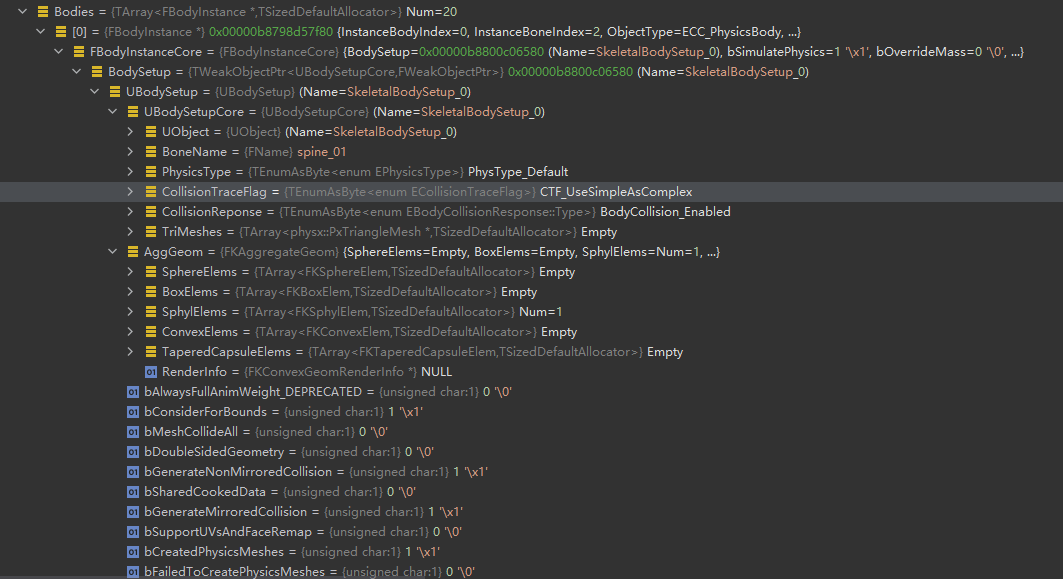 Bodies = {TArray<FBodyInstance *,TSizedDefaultAllocator>} Num=20
[0] = {FBodyInstance *} 0x00000b8798d57f80 {InstanceBodyIndex=0, InstanceBoneIndex=2, ObjectType=ECC_PhysicsBody, ...}
FBodyInstanceCore = {FBodyInstanceCore} {BodySetup=0x00000b8800c06580 (Name=SkeletalBodySetup_0), bSimulatePhysics=1 '\x1', bOverrideMass=0 '\0', ...}
BodySetup = {TWeakObjectPtr<UBodySetupCore,FWeakObjectPtr>} 0x00000b8800c06580 (Name=SkeletalBodySetup_0)
UBodySetup = {UBodySetup} (Name=SkeletalBodySetup_0)
UBodySetupCore = {UBodySetupCore} (Name=SkeletalBodySetup_0)
UObject = {UObject} (Name=SkeletalBodySetup_0)
BoneName = {FName} spine_01
PhysicsType = {TEnumAsByte<enum EPhysicsType>} PhysType_Default
CollisionTraceFlag = {TEnumAsByte<enum ECollisionTraceFlag>} CTF_UseSimpleAsComplex
CollisionReponse = {TEnumAsByte<enum EBodyCollisionResponse::Type>} BodyCollision_Enabled
TriMeshes = {TArray<physx::PxTriangleMesh *,TSizedDefaultAllocator>} Empty
AggGeom = {FKAggregateGeom} {SphereElems=Empty, BoxElems=Empty, SphylElems=Num=1, ...}
SphereElems = {TArray<FKSphereElem,TSizedDefaultAllocator>} Empty
BoxElems = {TArray<FKBoxElem,TSizedDefaultAllocator>} Empty
SphylElems = {TArray<FKSphylElem,TSizedDefaultAllocator>} Num=1
ConvexElems = {TArray<FKConvexElem,TSizedDefaultAllocator>} Empty
TaperedCapsuleElems = {TArray<FKTaperedCapsuleElem,TSizedDefaultAllocator>} Empty
01 RenderInfo = {FKConvexGeomRenderInfo *} NULL
01 bAlwaysFullAnimWeight_DEPRECATED = {unsigned char:1} 0 '\0'
01 bConsiderForBounds = {unsigned char:1} 1 '\x1'
01 bMeshCollideAll = {unsigned char:1} 0 '\0'
01 bDoubleSidedGeometry = {unsigned char:1} 0 '\0'
01 bGenerateNonMirroredCollision = {unsigned char:1} 1 '\x1'
01 bSharedCookedData = {unsigned char:1} 0 '\0'
01 bGenerateMirroredCollision = {unsigned char:1} 1 '\x1'
01 bSupportUVsAndFaceRemap = {unsigned char:1} 0 '\0'
01 bCreatedPhysicsMeshes = {unsigned char:1} 1 '\x1'
01 bFailedToCreatePhysicsMeshes = {unsigned char:1} 0 '\0'